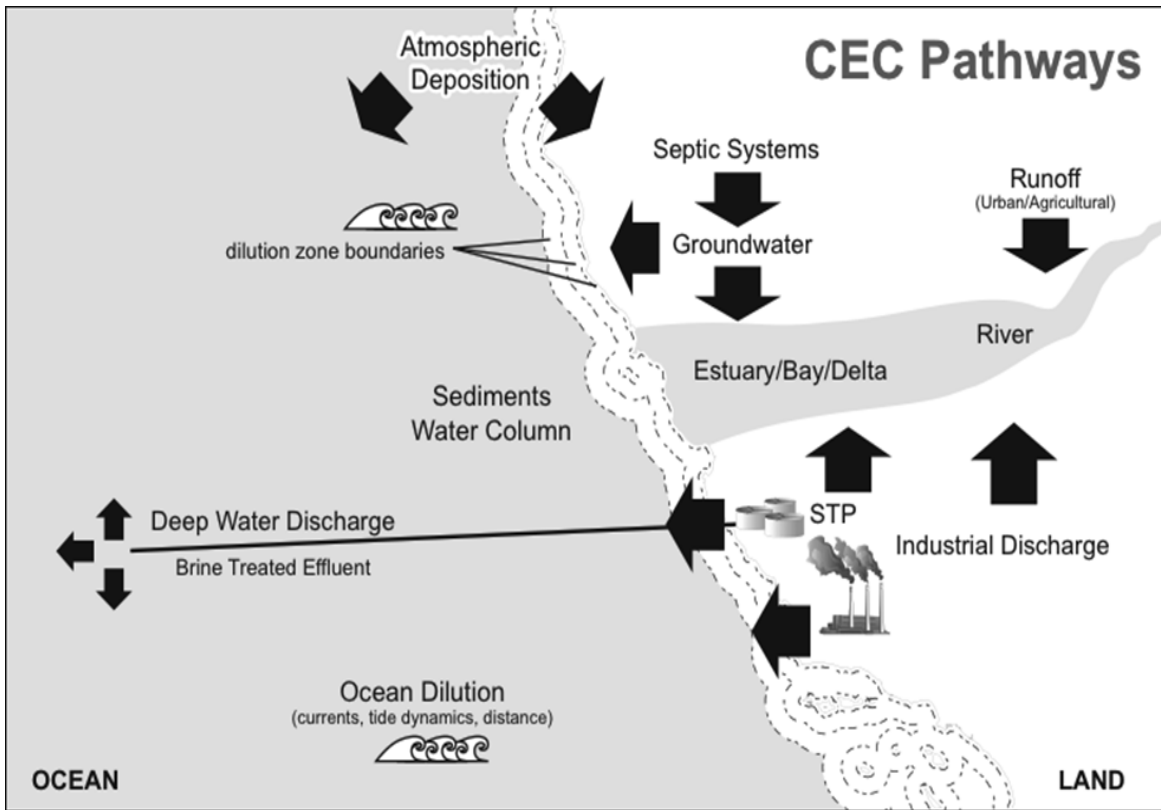 Atmospheric
Deposition
CEC Pathways
Septic Systems
Runoff
(Urban/Agricultural)
Groundwater
dilution zone boundaries
River
Estuary/Bay/Delta
Sediments
Water Column
STP
Deep Water Discharge
Industrial Discharge
Brine Treated Effluent
Ocean Dilution
(currents, tide dynamics, distance)
OCEAN
LAND